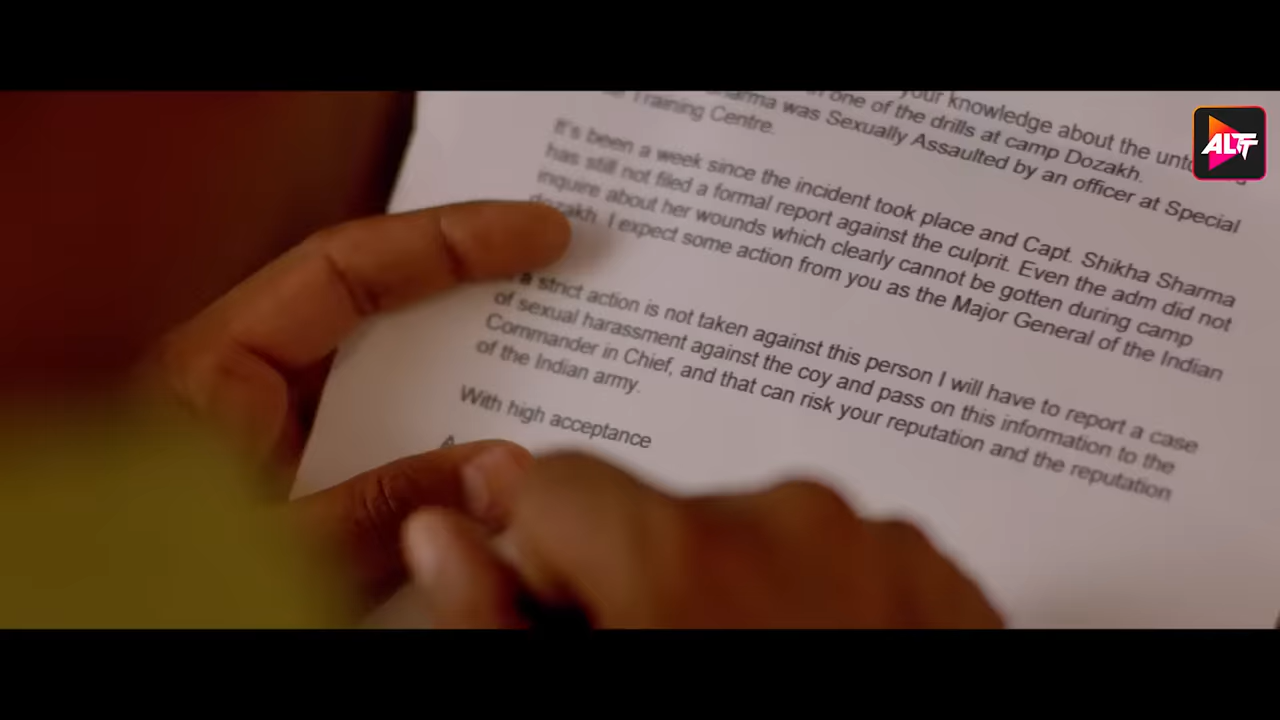 your knowledge about the
in one of the drills at camp Dozakh.
Sharma was Sexually Assaulted by an officer at Special
Training Centre.
It's been a week since the incident took place and Capt. Shikha Sharma
has still not filed a formal report against the culprit. Even the adm did not
inquire about her wounds which clearly cannot be gotten during camp
dozakh. I expect some action from you as the Major General of the Indian
a strict action is not taken against this person I will have to report a case
of sexual harassment against the coy and pass on this information to the
Commander in Chief, and that can risk your reputation and the reputation
of the Indian army.
With high acceptance
A
ALTT